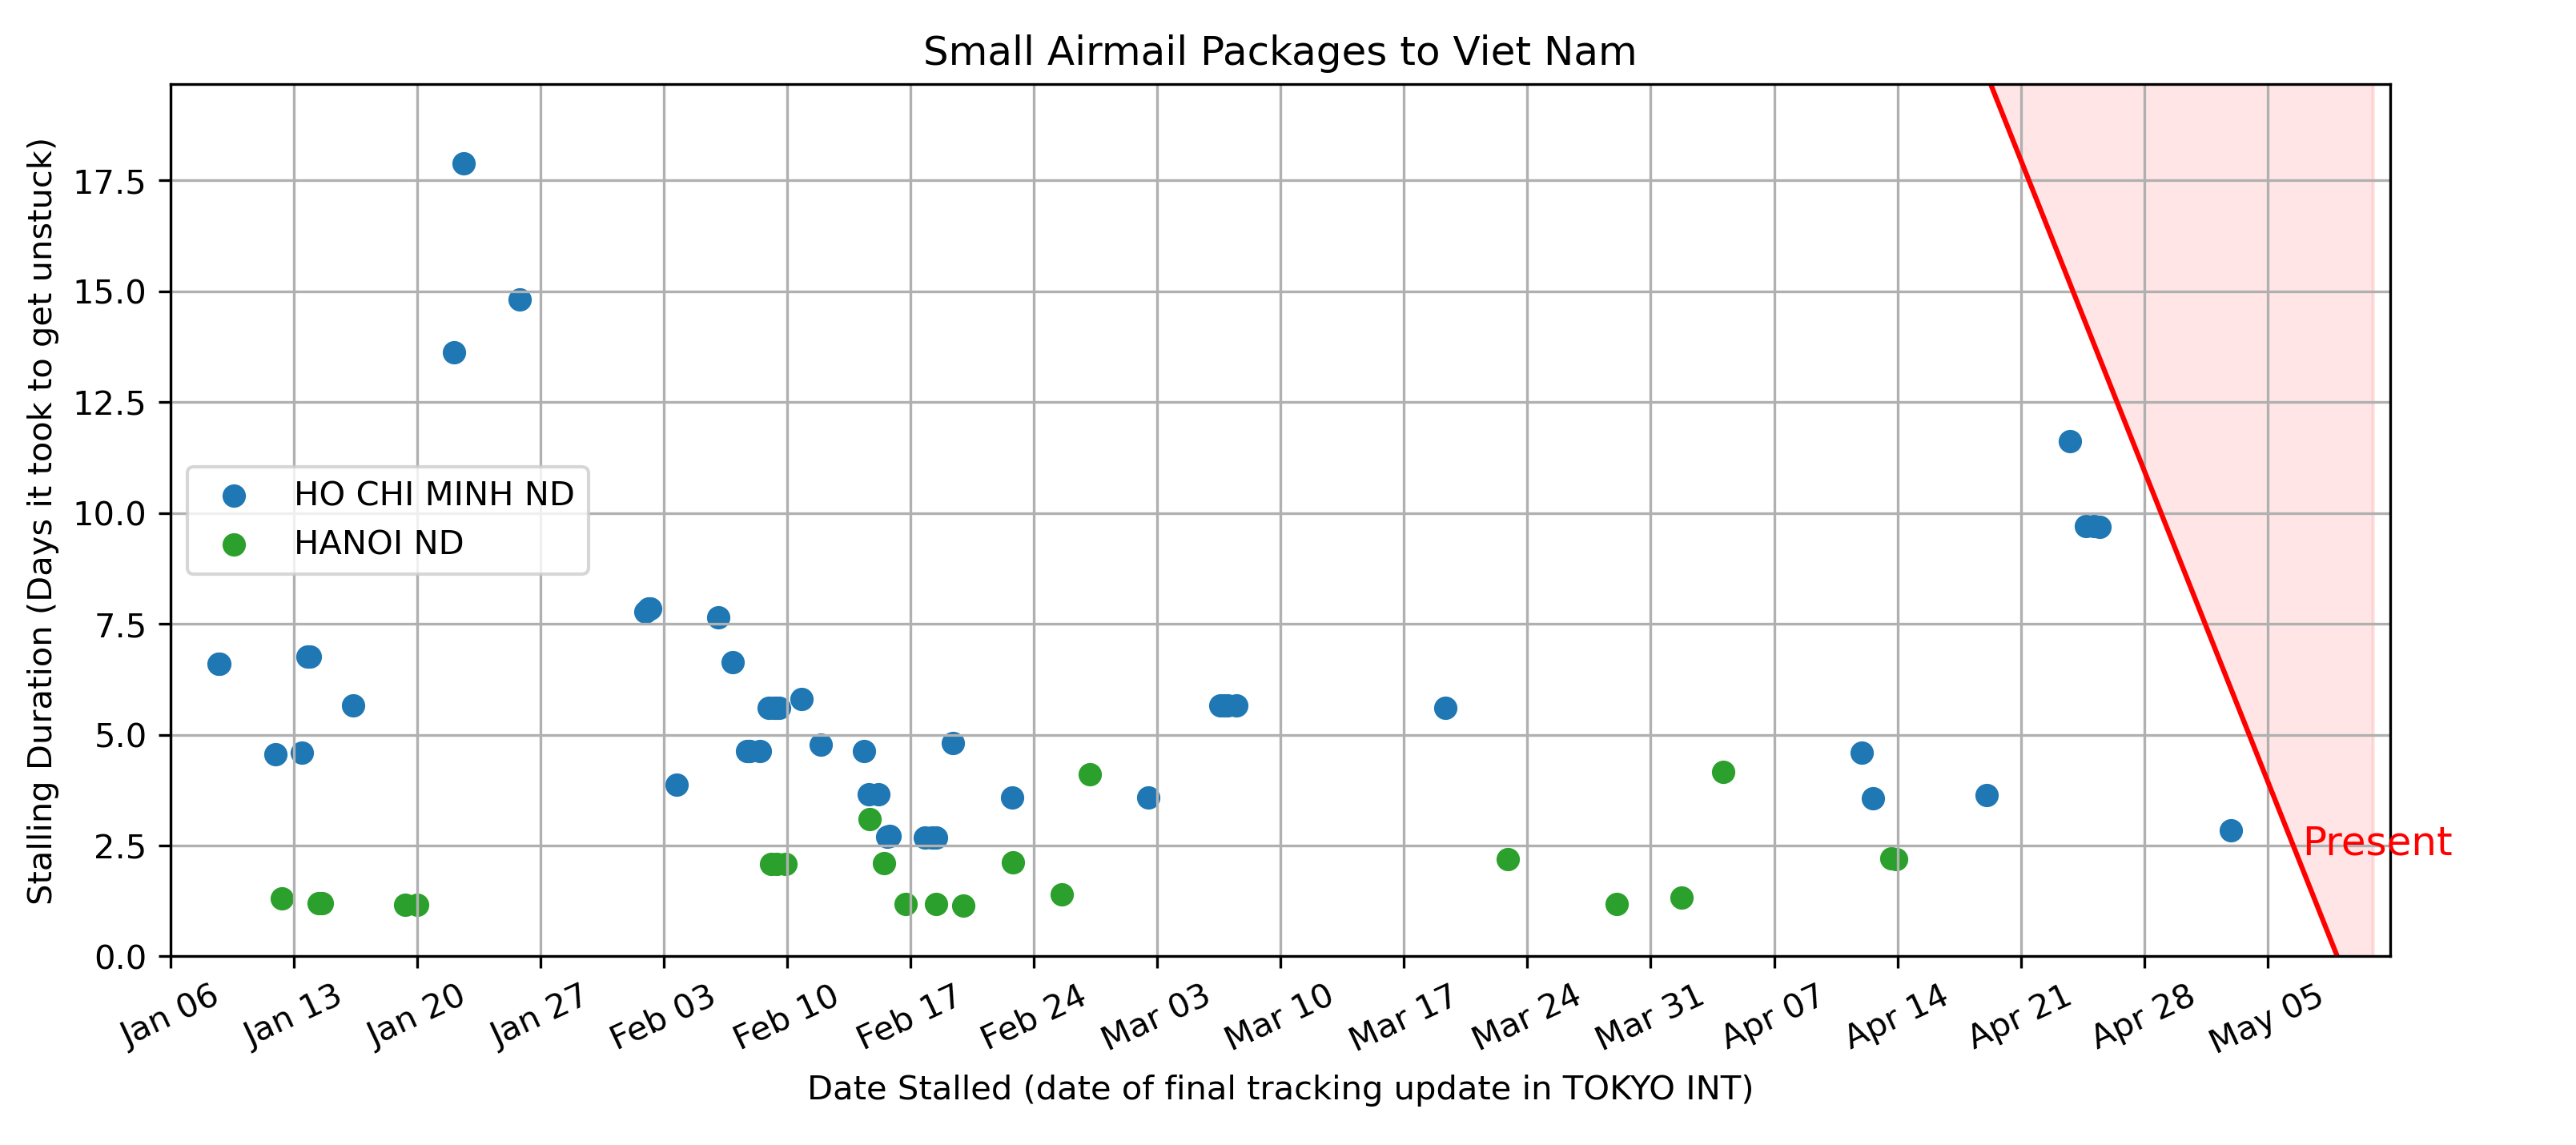 Small Airmail Packages to Viet Nam
Stalling Duration (Days it took to get unstuck)
17.5
15.0
12.5
10.0
7.5
5.0
2.5
0.0
HO CHI MINH ND
HANOI ND
Present
Jan 06
Jan 13
Jan 20
Jan 27
Feb 03
Feb 10
Feb 17
Feb 24
Mar 03
Mar 10
Mar 17
Mar 24
Mar 31
Apr 07
Apr 14
Apr 21
Apr 28
May 05
Date Stalled (date of final tracking update in TOKYO INT)